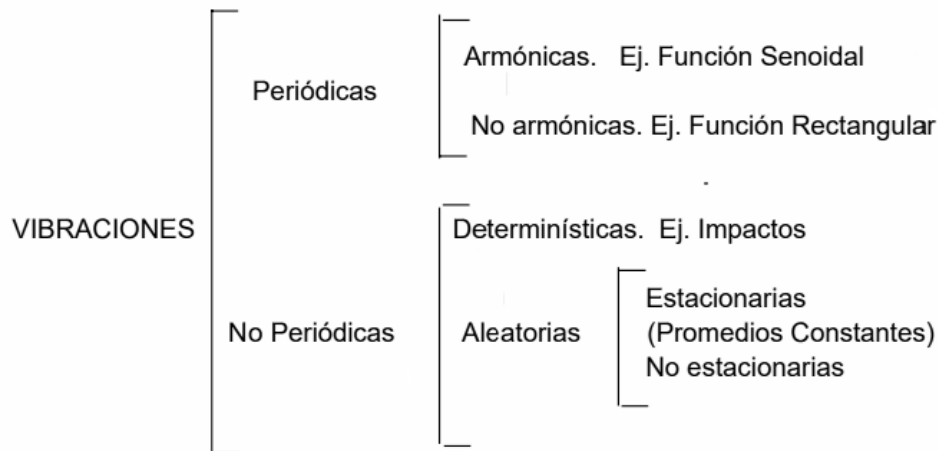 Armónicas. Ej. Función Senoidal
Periódicas
No armónicas. Ej. Función Rectangular
VIBRACIONES
Determinísticas. Ej. Impactos
Estacionarias
No Periódicas
Aleatorias
(Promedios Constantes)
No estacionarias